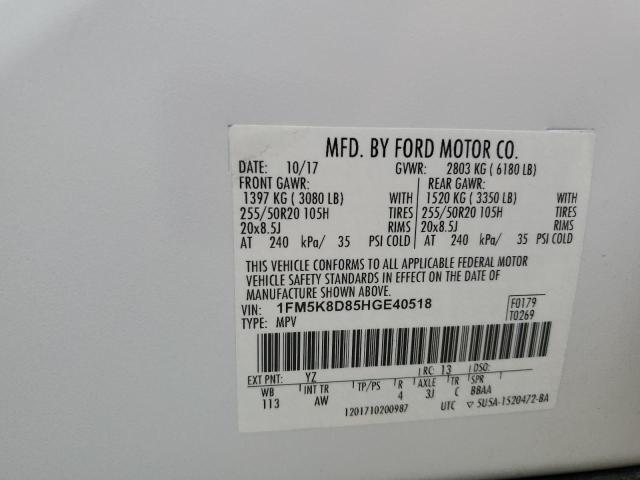 MFD. BY FORD MOTOR CO.
DATE: 10/17 GVWR: 2803 KG ( 6180 LB)
FRONT GAWR: REAR GAWR:
1397 KG ( 3080 LB) WITH 1520 KG ( 3350 LB) WITH
255/50R20 105H TIRES 255/50R20 105H TIRES
20x8.5J RIMS 20x8.5J RIMS
AT 240 kPa/ 35 PSI COLD AT 240 kPa/ 35 PSI COLD
THIS VEHICLE CONFORMS TO ALL APPLICABLE FEDERAL MOTOR
VEHICLE SAFETY STANDARDS IN EFFECT ON THE DATE OF
MANUFACTURE SHOWN ABOVE.
VIN: 1FM5K8D85HGE40518 F0179
TYPE: MPV T0269
EXT PNT: YZ RC: 13 DSO:
WB INT TR TP/PS R AXLE TR SPR
113 AW 4 3J C BBAA
1201710200987 UTC ▽ 5U5A-1520472-BA